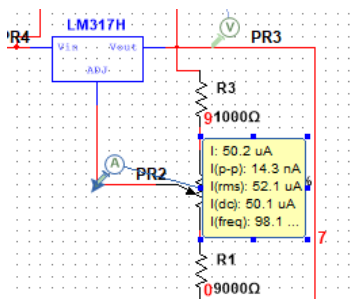 LM317H
V
PR4
Vin
Vout
PR3
ADJ
R3
9
1000Ω
A
PR2
I: 50.2 uA
I(p-p): 14.3 nA
I(rms): 52.1 uA
I(dc): 50.1 uA
I(freq): 98.1 ...
%
7
R1
0
9000Ω